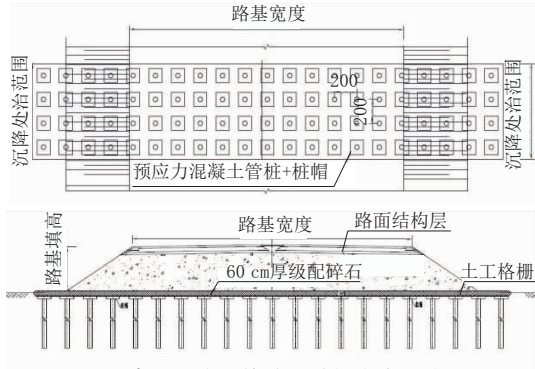 路基宽度
沉降处治范围
200
200
沉降处治范围
预应力混凝土管桩+桩帽
路基宽度
路面结构层
路基填高
60 cm厚级配碎石
土工格栅